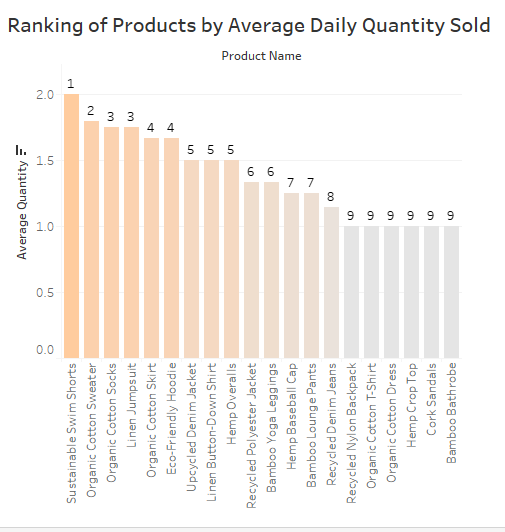 Ranking of Products by Average Daily Quantity Sold
Product Name
Average Quantity
2.0
1.5
1.0
0.5
0.0
1 2 3 3 4 4 5 5 5 6 6 7 7 8 9 9 9 9 9 9
Sustainable Swim Shorts
Organic Cotton Sweater
Organic Cotton Socks
Linen Jumpsuit
Organic Cotton Skirt
Eco-Friendly Hoodie
Upcycled Denim Jacket
Linen Button-Down Shirt
Hemp Overalls
Recycled Polyester Jacket
Bamboo Yoga Leggings
Hemp Baseball Cap
Bamboo Lounge Pants
Recycled Denim Jeans
Recycled Nylon Backpack
Organic Cotton T-Shirt
Organic Cotton Dress
Hemp Crop Top
Cork Sandals
Bamboo Bathrobe